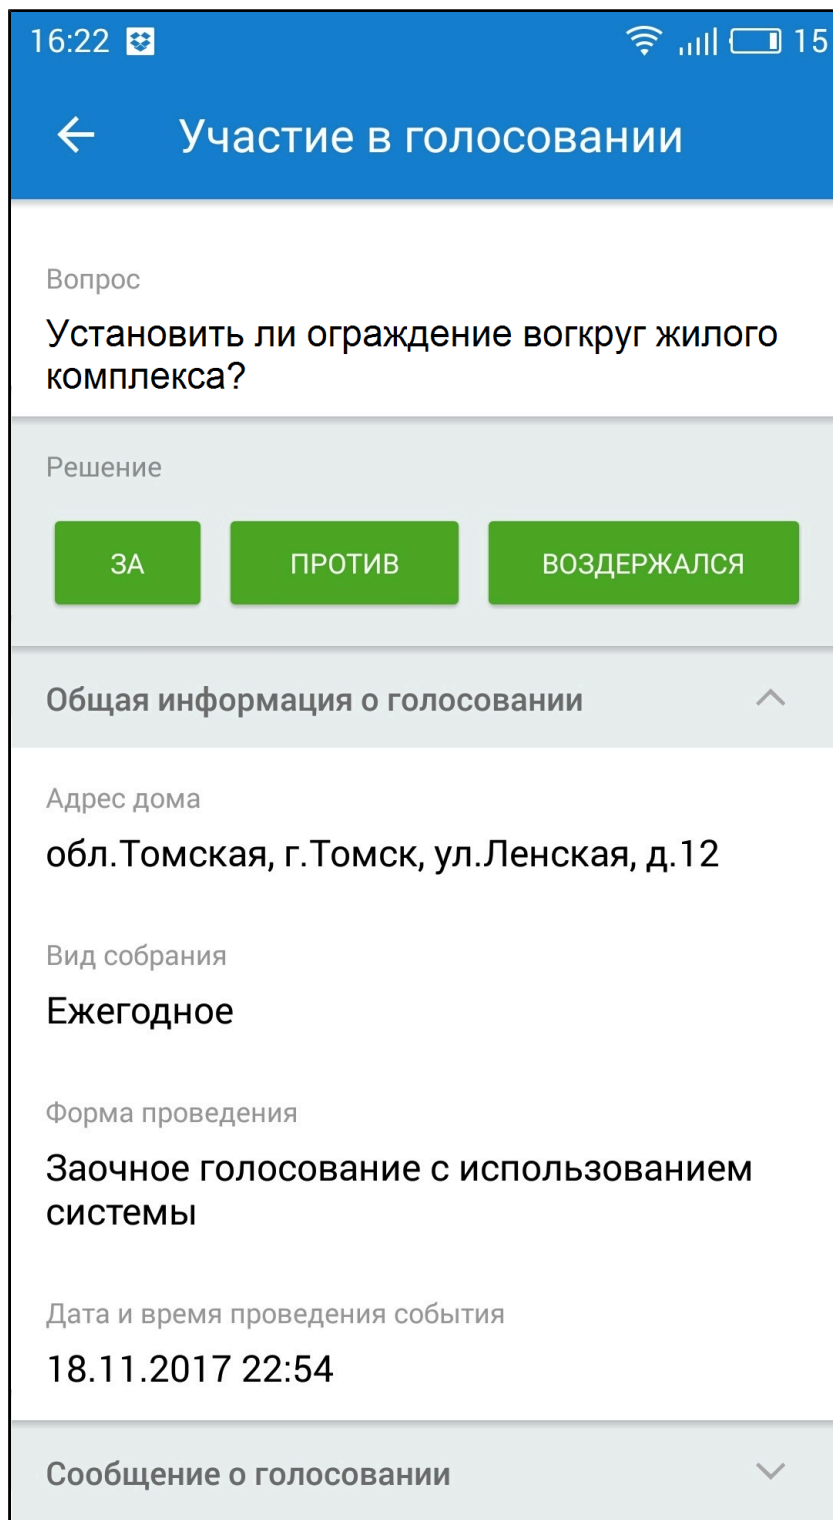 16:22 15
Участие в голосовании
Вопрос
Установить ли ограждение вогкруг жилого
комплекса?
Решение
ЗА ПРОТИВ ВОЗДЕРЖАЛСЯ
Общая информация о голосовании
Адрес дома
обл.Томская, г.Томск, ул.Ленская, д.12
Вид собрания
Ежегодное
Форма проведения
Заочное голосование с использованием
системы
Дата и время проведения события
18.11.2017 22:54
Сообщение о голосовании